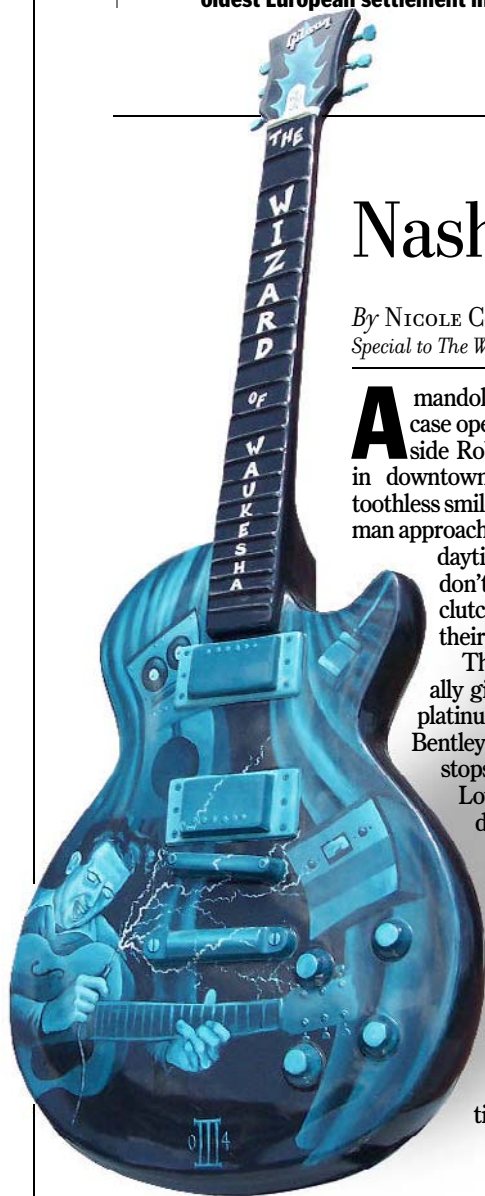 oldest European settlement in
Gibson
THE
WIZARD
OF
WAUKESHA
Nash
By NICOLE C
Special to The W
A mandol
case ope
side Ro
in downtown
toothless smil
man approach
dayti
don't
clutc
their
Th
ally gi
platinu
Bentley
stops
Lo
d
ti